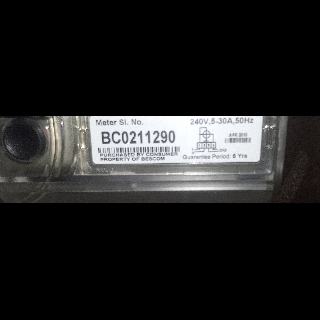 Meter Sl. No.
240V,5-30A,50Hz
BC0211290
PURCHASED BY CONSUMER
PROPERTY OF BESCOM
Guarantee Period: 5 Yrs